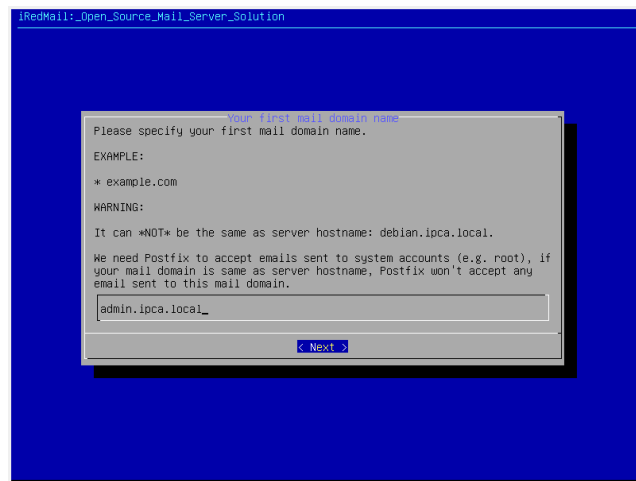 iRedMail:_Open_Source_Mail_Server_Solution
Your first mail domain name
Please specify your first mail domain name.
EXAMPLE:
* example.com
WARNING:
It can *NOT* be the same as server hostname: debian.ipca.local.
We need Postfix to accept emails sent to system accounts (e.g. root), if
your mail domain is same as server hostname, Postfix won't accept any
email sent to this mail domain.
admin.ipca.local_
< Next >